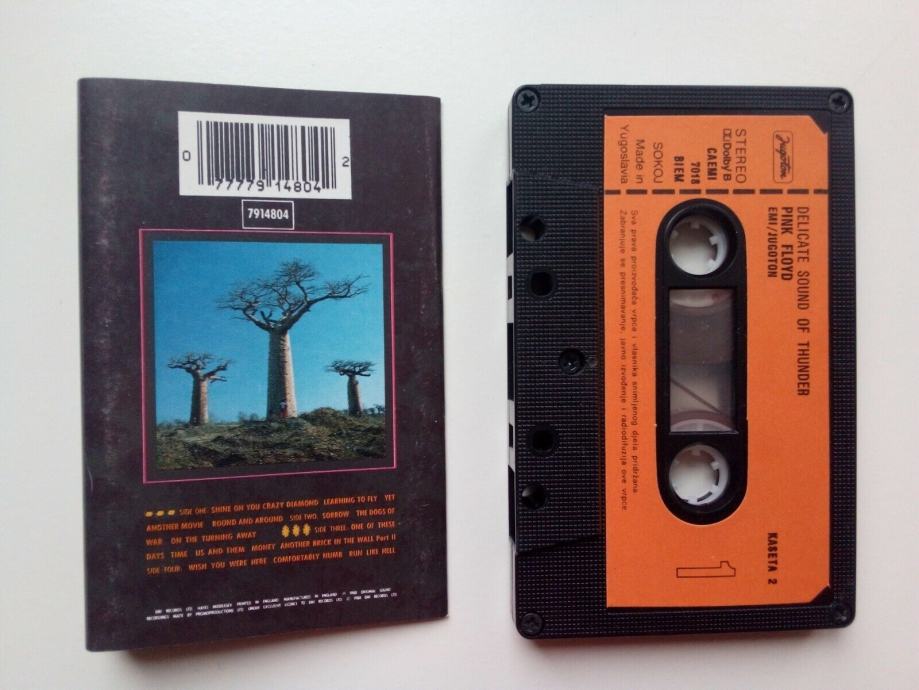 0
2
77779 14804
7914804
SIDE ONE: SHINE ON YOU CRAZY DIAMOND LEARNING TO FLY YET
ANOTHER MOVIE ROUND AND AROUND SIDE TWO: SORROW THE DOGS OF
WAR ON THE TURNING AWAY SIDE THREE: ONE OF THESE
DAYS TIME US AND THEM MONEY ANOTHER BRICK IN THE WALL Part II
SIDE FOUR: WISH YOU WERE HERE COMFORTABLY NUMB RUN LIKE HELL
Jugoton
STEREO
Dolby B
CAEMI
7018
BIEM
SOKOJ
Made in
Yugoslavia
DELICATE SOUND OF THUNDER
PINK FLOYD
EMI/JUGOTON
Sva prava proizvođača vrpce i vlasnika snimljenog djela pridržana
Zabranjuje se presnimavanje, javno izvođenje i radiodifuzija ove vrpce
KASETA 2
1